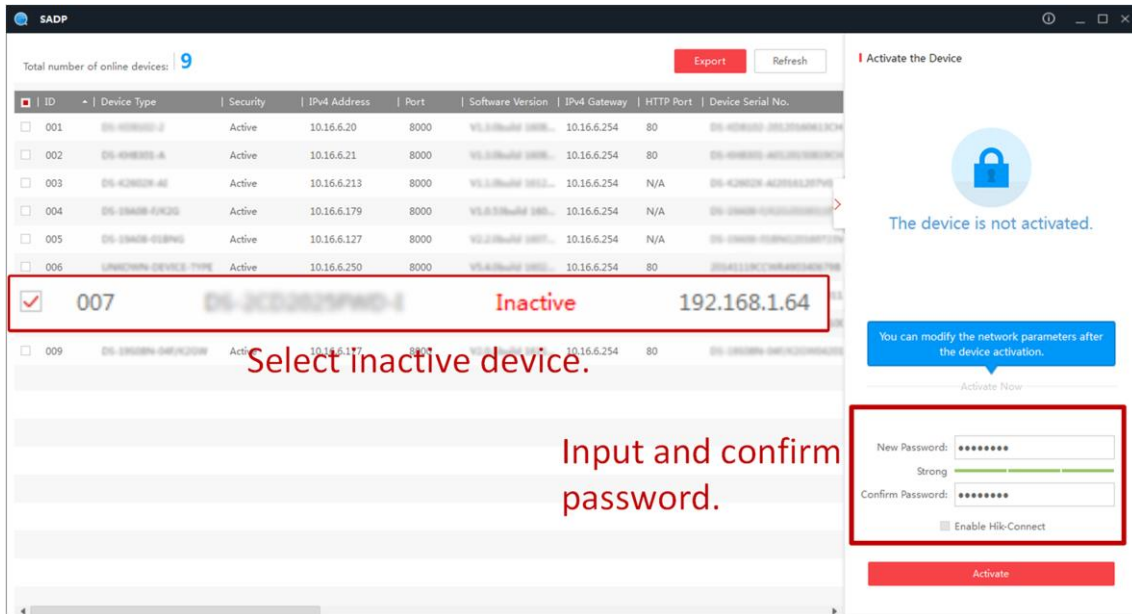 SADP
Total number of online devices: 9
Export
Refresh
ID Device Type Security IPv4 Address Port Software Version IPv4 Gateway HTTP Port Device Serial No.
001 Active 10.16.6.20 8000 10.16.6.254 80
002 Active 10.16.6.21 8000 10.16.6.254 80
003 Active 10.16.6.213 8000 10.16.6.254 N/A
004 Active 10.16.6.179 8000 10.16.6.254 N/A
005 Active 10.16.6.127 8000 10.16.6.254 N/A
006 Active 10.16.6.250 8000 10.16.6.254 80
007 Inactive 192.168.1.64
009 10.16.6.254 80
Select inactive device.
Input and confirm
password.
Activate the Device
The device is not activated.
You can modify the network parameters after
the device activation.
Activate Now
New Password:
Strong
Confirm Password:
Enable Hik-Connect
Activate